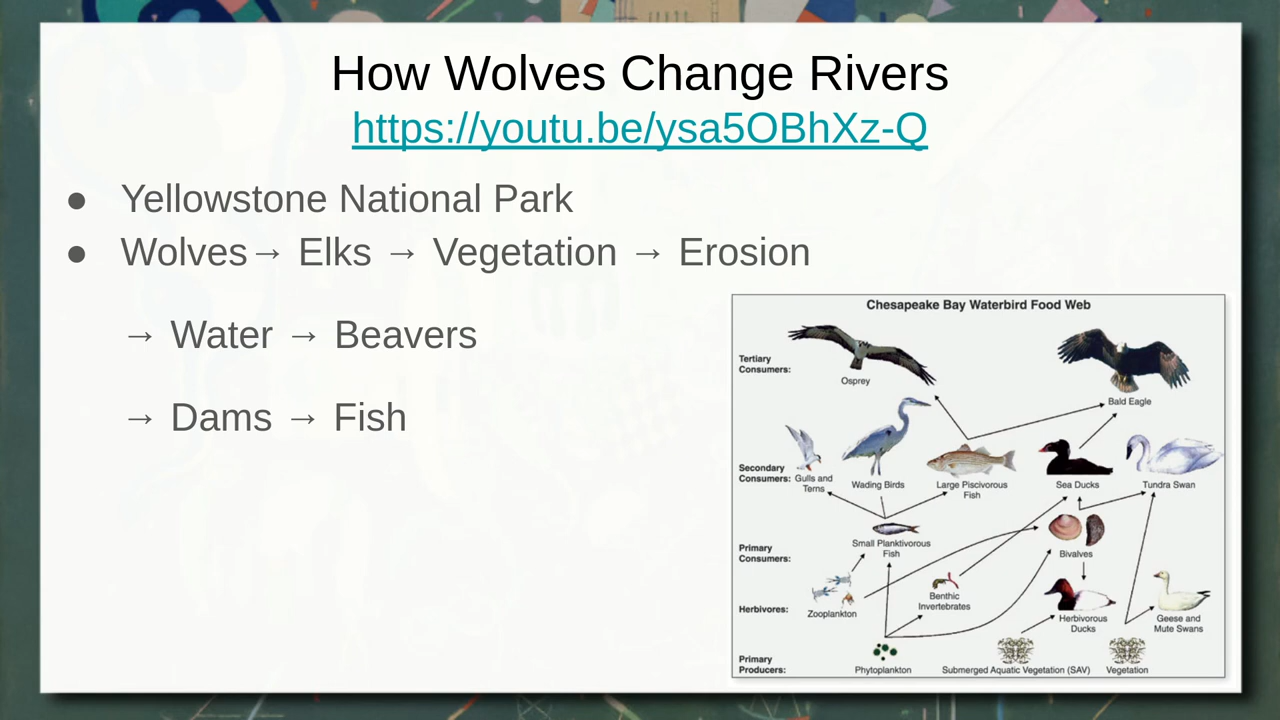 How Wolves Change Rivers
https://youtu.be/ysa5OBhXz-Q
● Yellowstone National Park
● Wolves→ Elks → Vegetation → Erosion
→ Water → Beavers
→ Dams → Fish
Chesapeake Bay Waterbird Food Web
Tertiary
Consumers:
Osprey
Bald Eagle
Secondary
Consumers:
Gulls and
Terns
Wading Birds
Large Piscivorous
Fish
Sea Ducks
Tundra Swan
Primary
Consumers:
Small Planktivorous
Fish
Bivalves
Herbivores:
Zooplankton
Benthic
Invertebrates
Herbivorous
Ducks
Geese and
Mute Swans
Primary
Producers:
Phytoplankton
Submerged Aquatic Vegetation (SAV)
Vegetation